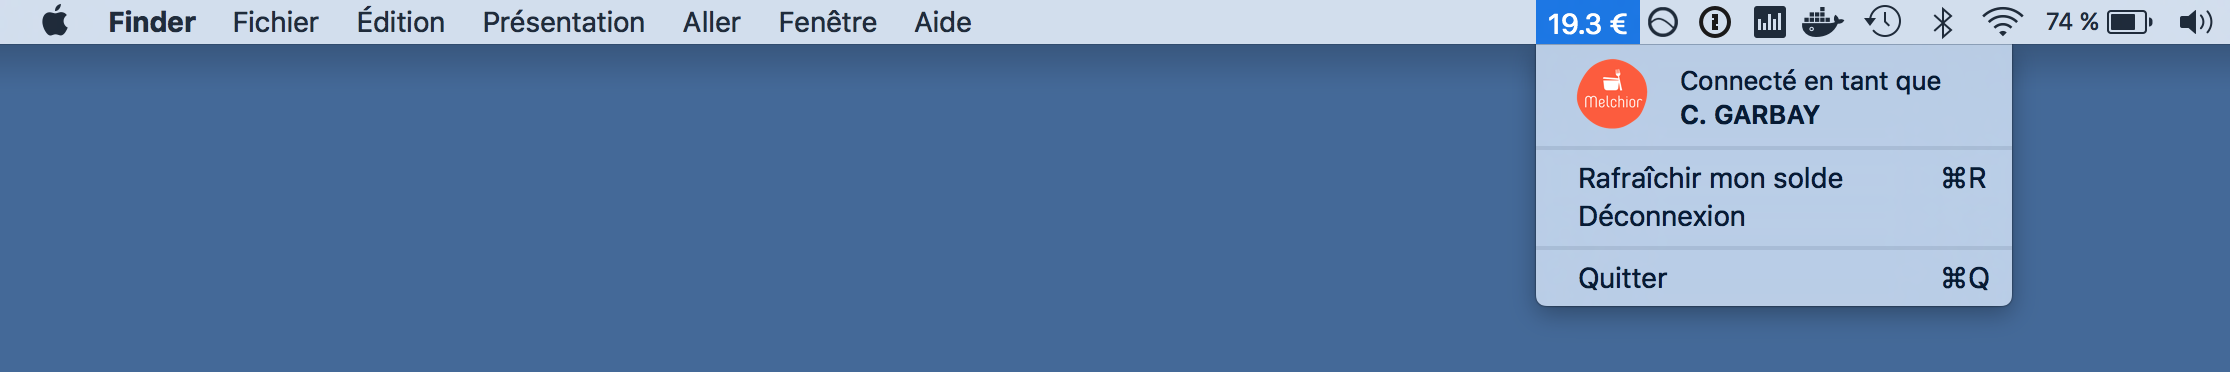 Finder Fichier Édition Présentation Aller Fenêtre Aide 19.3 € 74 %
Melchior
Connecté en tant que
C. GARBAY
Rafraîchir mon solde ⌘R
Déconnexion
Quitter ⌘Q